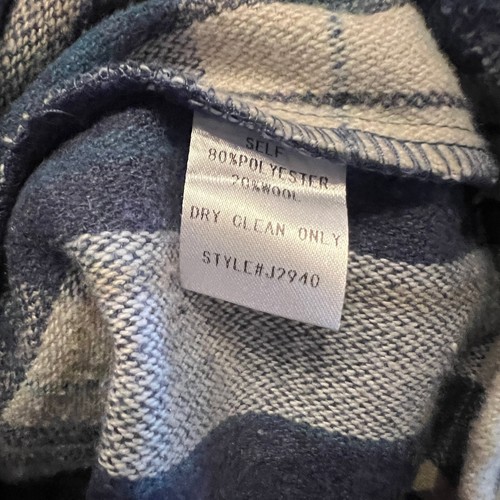 SELF
80%POLYESTER
20%WOOL
DRY CLEAN ONLY
STYLE#J2940